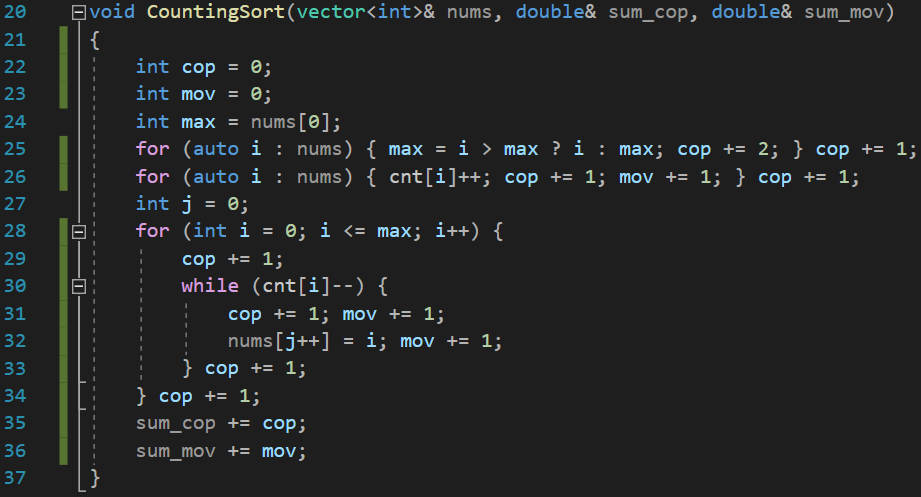 20 void CountingSort(vector<int>& nums, double& sum_cop, double& sum_mov)
21 {
22     int cop = 0;
23     int mov = 0;
24     int max = nums[0];
25     for (auto i : nums) { max = i > max ? i : max; cop += 2; } cop += 1;
26     for (auto i : nums) { cnt[i]++; cop += 1; mov += 1; } cop += 1;
27     int j = 0;
28     for (int i = 0; i <= max; i++) {
29         cop += 1;
30         while (cnt[i]--) {
31             cop += 1; mov += 1;
32             nums[j++] = i; mov += 1;
33         } cop += 1;
34     } cop += 1;
35     sum_cop += cop;
36     sum_mov += mov;
37 }